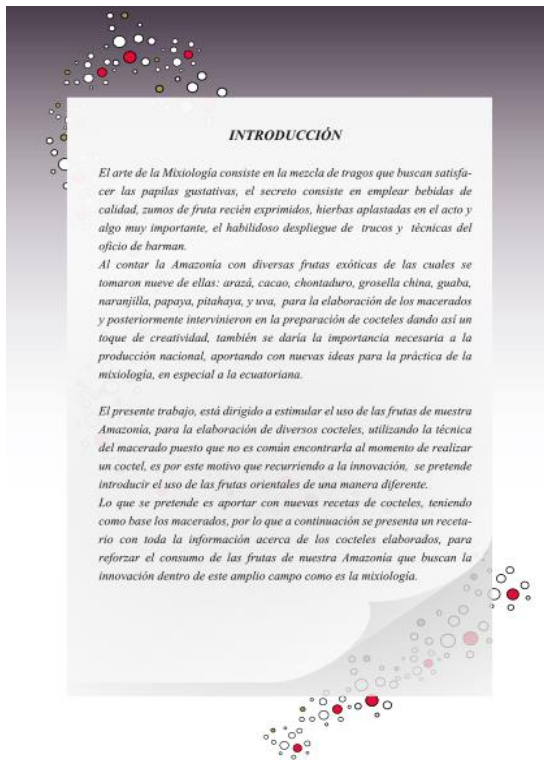 INTRODUCCIÓN
El arte de la Mixiología consiste en la mezcla de tragos que buscan satisfa-
cer las papilas gustativas, el secreto consiste en emplear bebidas de
calidad, zumos de fruta recién exprimidos, hierbas aplastadas en el acto y
algo muy importante, el habilidoso despliegue de trucos y técnicas del
oficio de barman.
Al contar la Amazonía con diversas frutas exóticas de las cuales se
tomaron nueve de ellas: arazá, cacao, chontaduro, grosella china, guaba,
naranjilla, papaya, pitahaya, y uva, para la elaboración de los macerados
y posteriormente intervinieron en la preparación de cocteles dando así un
toque de creatividad, también se daría la importancia necesaria a la
producción nacional, aportando con nuevas ideas para la práctica de la
mixiología, en especial a la ecuatoriana.
El presente trabajo, está dirigido a estimular el uso de las frutas de nuestra
Amazonía, para la elaboración de diversos cocteles, utilizando la técnica
del macerado puesto que no es común encontrarla al momento de realizar
un coctel, es por este motivo que recurriendo a la innovación, se pretende
introducir el uso de las frutas orientales de una manera diferente.
Lo que se pretende es aportar con nuevas recetas de cocteles, teniendo
como base los macerados, por lo que a continuación se presenta un receta-
rio con toda la información acerca de los cocteles elaborados, para
reforzar el consumo de las frutas de nuestra Amazonía que buscan la
innovación dentro de este amplio campo como es la mixiología.